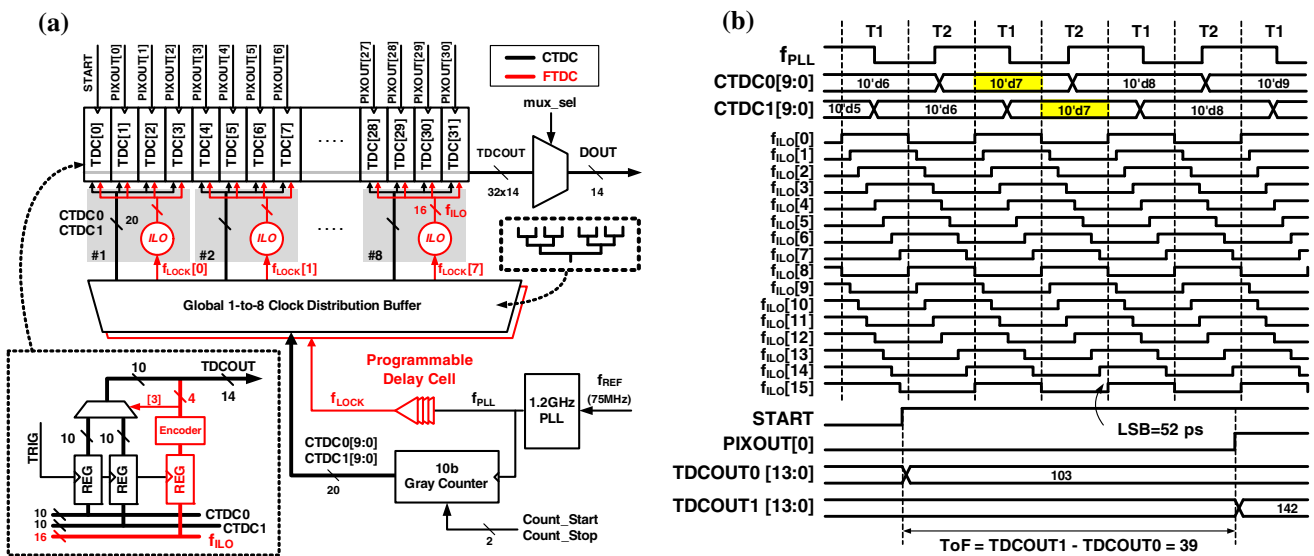 (a)
START
PIXOUT[0]
PIXOUT[1]
PIXOUT[2]
PIXOUT[3]
PIXOUT[4]
PIXOUT[5]
PIXOUT[6]
PIXOUT[27]
PIXOUT[28]
PIXOUT[29]
PIXOUT[30]
CTDC
FTDC
TDC[0]
TDC[1]
TDC[2]
TDC[3]
TDC[4]
TDC[5]
TDC[6]
TDC[7]
....
TDC[28]
TDC[29]
TDC[30]
TDC[31]
mux_sel
TDCOUT
32x14
DOUT
14
CTDC0
CTDC1
20
ILO
#1
fLOCK[0]
ILO
#2
fLOCK[1]
....
16
fILO
ILO
#8
fLOCK[7]
Global 1-to-8 Clock Distribution Buffer
Programmable
Delay Cell
fLOCK
fPLL
1.2GHz
PLL
fREF
(75MHz)
CTDC0[9:0]
CTDC1[9:0]
20
10b
Gray Counter
2
Count_Start
Count_Stop
10
TDCOUT
14
[3]
4
10
10
Encoder
TRIG
REG
REG
REG
10
CTDC0
10
CTDC1
16
fILO
(b)
T1
T2
T1
T2
T1
T2
T1
fPLL
CTDC0[9:0]
10'd6
10'd7
10'd8
10'd9
CTDC1[9:0]
10'd5
10'd6
10'd7
10'd8
fILO[0]
fILO[1]
fILO[2]
fILO[3]
fILO[4]
fILO[5]
fILO[6]
fILO[7]
fILO[8]
fILO[9]
fILO[10]
fILO[11]
fILO[12]
fILO[13]
fILO[14]
fILO[15]
START
LSB=52 ps
PIXOUT[0]
TDCOUT0 [13:0]
103
TDCOUT1 [13:0]
142
ToF = TDCOUT1 - TDCOUT0 = 39